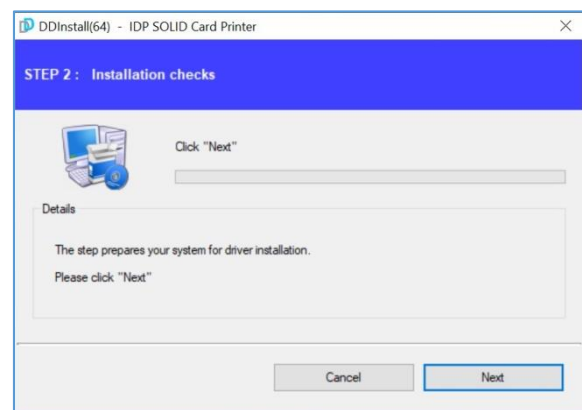 DDInstall(64) - IDP SOLID Card Printer
STEP 2 : Installation checks
Click "Next"
Details
The step prepares your system for driver installation.
Please click "Next"
Cancel
Next